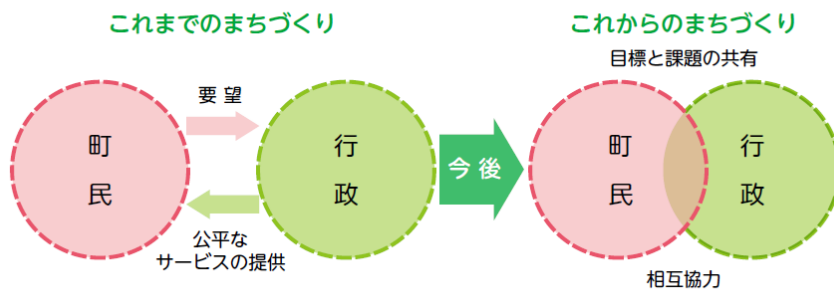 これまでのまちづくり
これからのまちづくり
目標と課題の共有
要望
町民
行政
今後
町民
行政
公平な
サービスの提供
相互協力